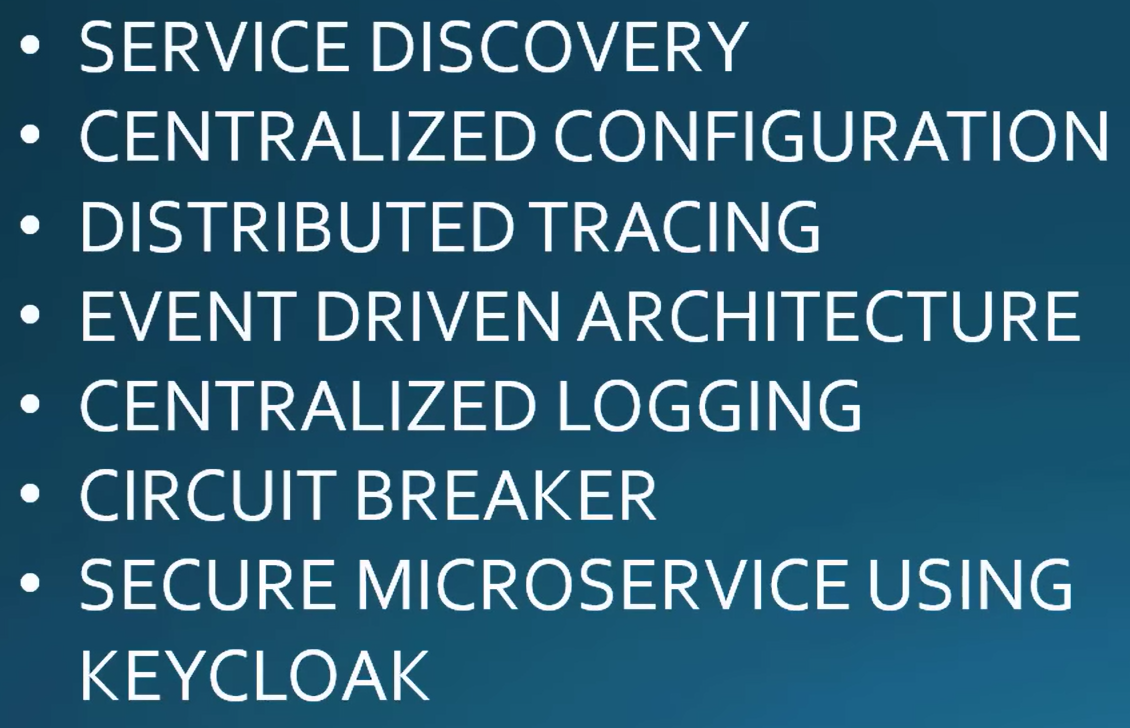 • SERVICE DISCOVERY
• CENTRALIZED CONFIGURATION
• DISTRIBUTED TRACING
• EVENT DRIVEN ARCHITECTURE
• CENTRALIZED LOGGING
• CIRCUIT BREAKER
• SECURE MICROSERVICE USING
KEYCLOAK